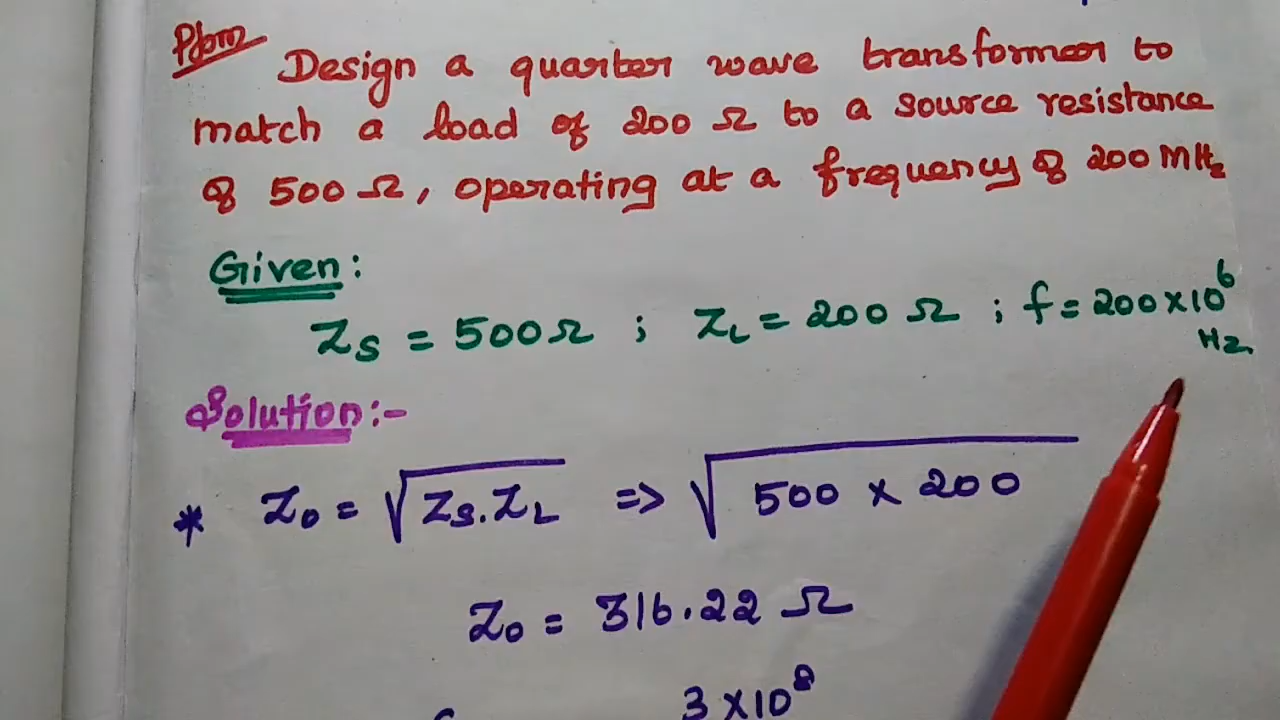 Pbm Design a quarter wave transformer to
match a load of 200 Ω to a source resistance
of 500 Ω, operating at a frequency of 200 MHz
Given:
Zs = 500Ω ; ZL = 200 Ω ; f = 200×10⁶
Hz.
Solution:-
* Z0 = √Zs.ZL => √500 × 200
Z0 = 316.22 Ω
3 ×10⁸